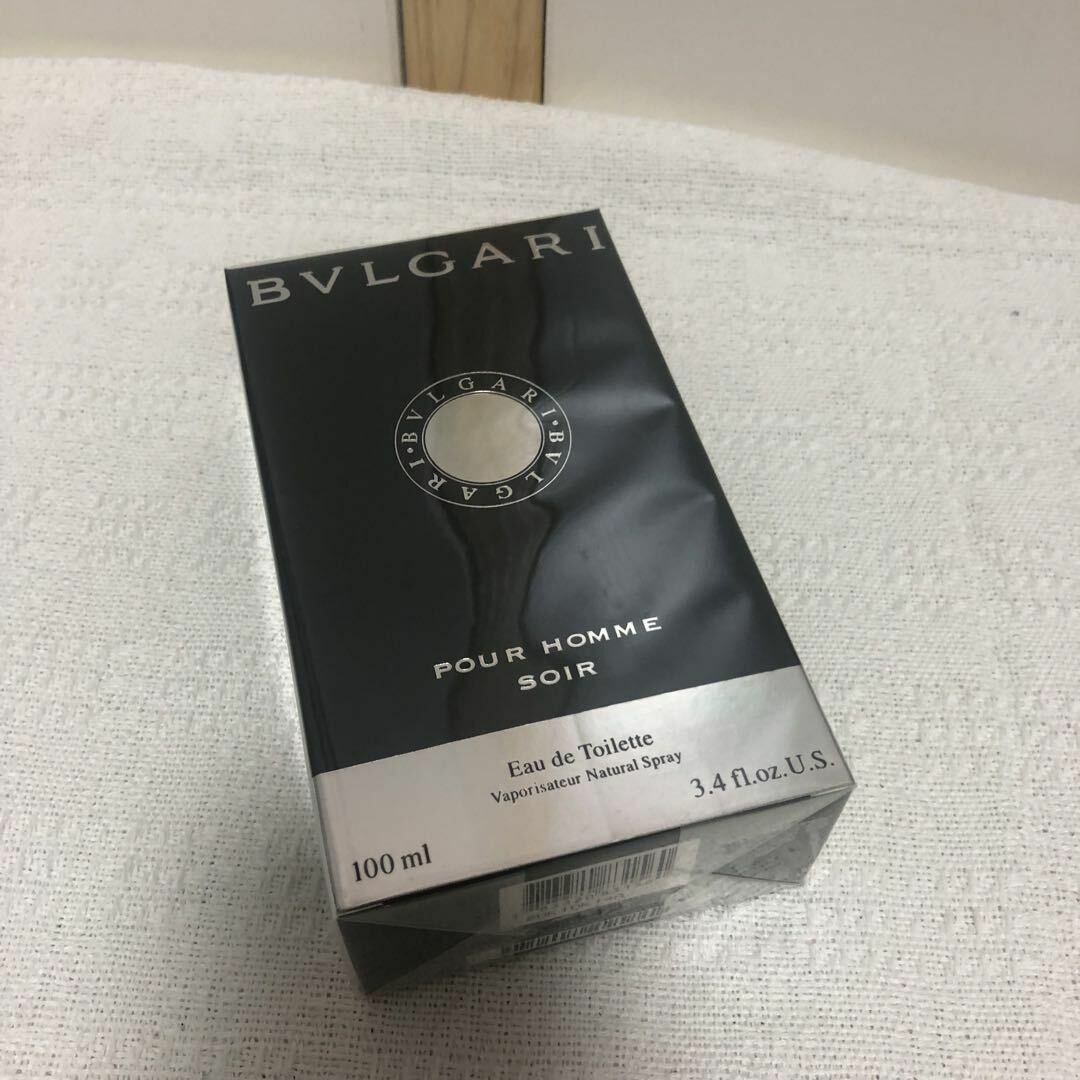 BVLGARI
BVLGARI • BVLGARI •
POUR HOMME
SOIR
Eau de Toilette
Vaporisateur Natural Spray
100 ml
3.4 fl.oz.U.S.